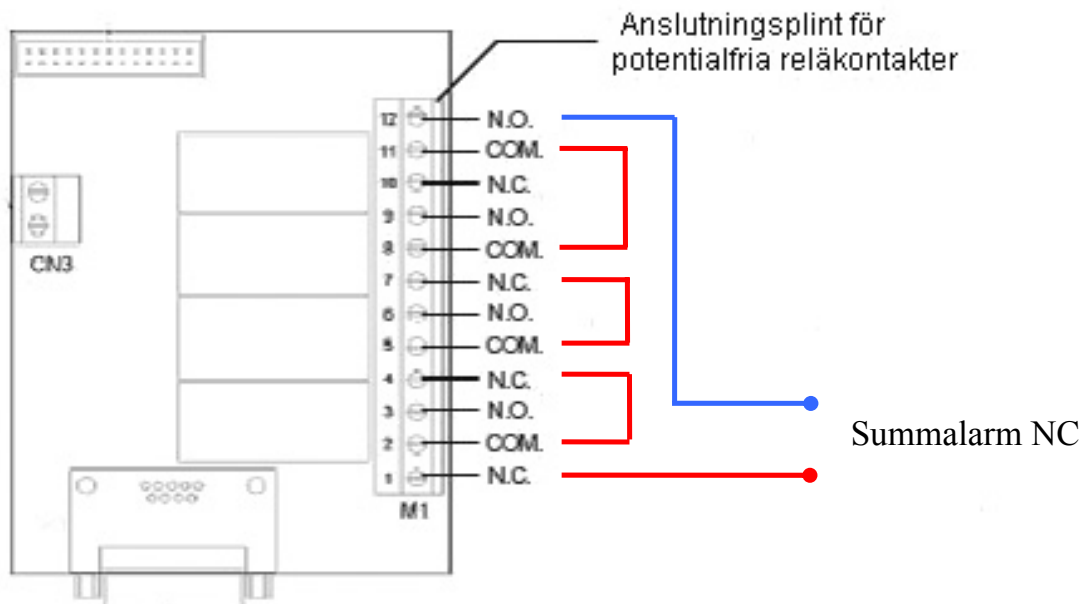 Anslutningsplint för
potentialfria reläkontakter
12 N.O.
11 COM.
10 N.C.
9 N.O.
8 COM.
CN3
7 N.C.
6 N.O.
5 COM.
4 N.C.
3 N.O.
2 COM.
Summalarm NC
1 N.C.
M1